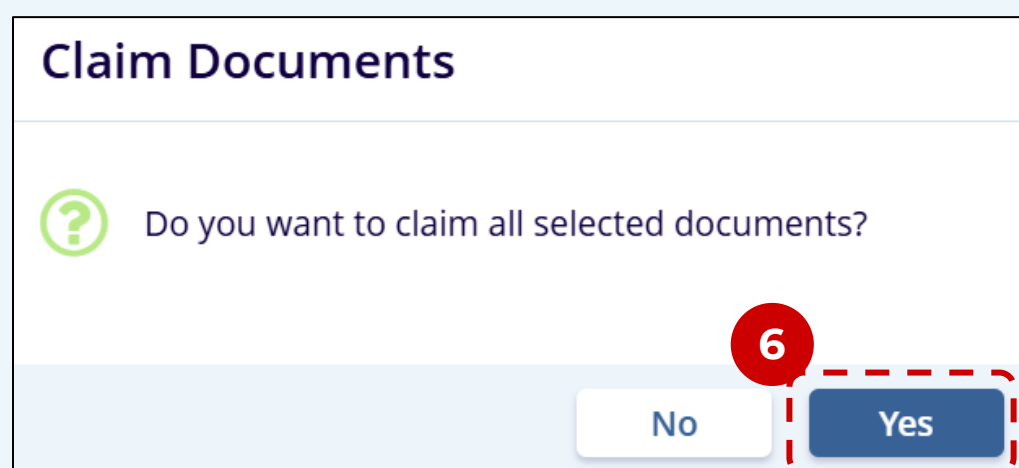 Claim Documents
Do you want to claim all selected documents?
6
No
Yes